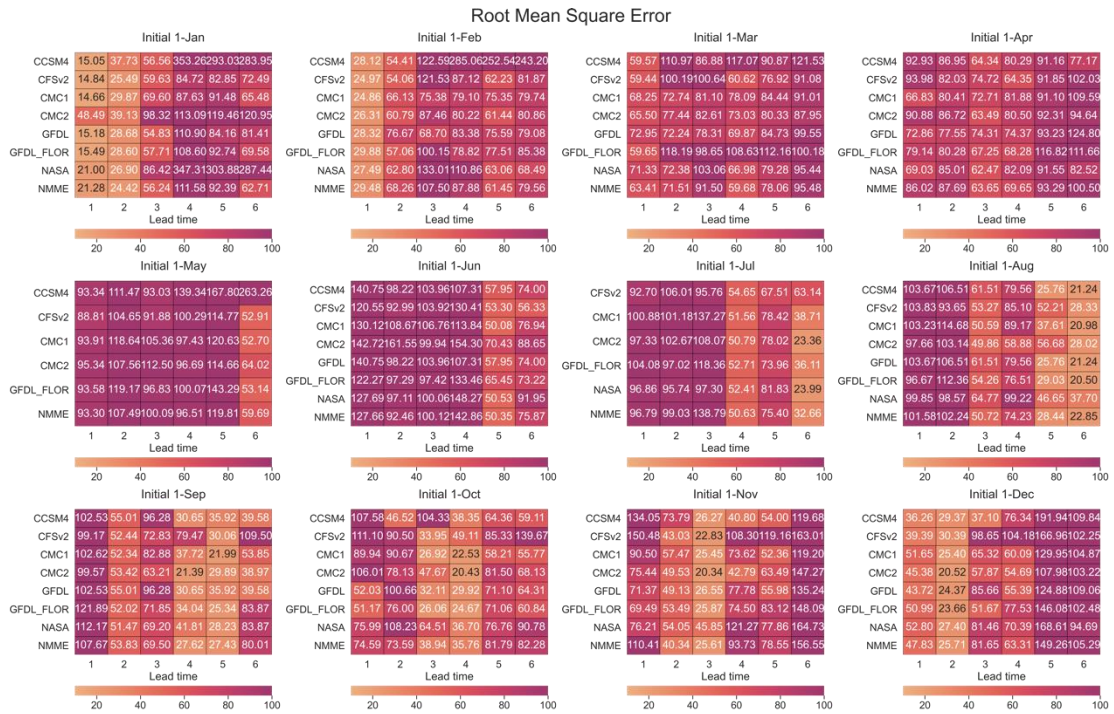 Root Mean Square Error
Initial 1-Jan
CCSM4 15.05 37.73 56.56 353.26 293.03 283.95
CFSv2 14.84 25.49 59.63 84.72 82.85 72.49
CMC1 14.66 29.87 69.60 87.63 91.48 65.48
CMC2 48.49 39.13 98.32 113.09 119.46 120.95
GFDL 15.18 28.68 54.83 110.90 84.16 81.41
GFDL_FLOR 15.49 28.60 57.71 108.60 92.74 69.58
NASA 21.00 26.90 86.42 347.31 303.88 287.44
NMME 21.28 24.42 56.24 111.58 92.39 62.71
1 2 3 4 5 6
Lead time
20 40 60 80 100
Initial 1-Feb
CCSM4 28.12 54.41 122.59 285.06 252.54 243.20
CFSv2 24.97 54.06 121.53 87.12 62.23 81.87
CMC1 24.86 66.13 75.38 79.10 75.35 79.74
CMC2 26.31 60.79 87.46 80.22 61.44 80.86
GFDL 28.32 76.67 68.70 83.38 75.59 79.08
GFDL_FLOR 29.88 57.06 100.15 78.82 77.51 85.38
NASA 27.49 62.80 133.01 110.86 63.06 68.49
NMME 29.48 68.26 107.50 87.88 61.45 79.56
1 2 3 4 5 6
Lead time
20 40 60 80 100
Initial 1-Mar
CCSM4 59.57 110.97 86.88 117.07 90.87 121.53
CFSv2 59.44 100.19 100.64 60.62 76.92 91.08
CMC1 68.25 72.74 81.10 78.09 84.44 91.01
CMC2 65.50 77.44 82.61 73.03 80.33 87.95
GFDL 72.95 72.24 78.31 69.87 84.73 99.55
GFDL_FLOR 59.65 118.19 98.65 108.63 112.16 100.18
NASA 71.33 72.38 103.06 66.98 79.28 95.44
NMME 63.41 71.51 91.50 59.68 78.06 95.48
1 2 3 4 5 6
Lead time
20 40 60 80 100
Initial 1-Apr
CCSM4 92.93 86.95 64.34 80.29 91.16 77.17
CFSv2 93.98 82.03 74.72 64.35 91.85 102.03
CMC1 66.83 80.41 72.71 81.88 91.10 109.59
CMC2 90.88 86.72 63.49 80.50 92.31 94.64
GFDL 72.86 77.55 74.31 74.37 93.23 124.80
GFDL_FLOR 79.14 80.28 67.25 68.28 116.82 111.66
NASA 69.03 85.01 62.47 82.09 91.55 82.52
NMME 86.02 87.69 63.65 69.65 93.29 100.50
1 2 3 4 5 6
Lead time
20 40 60 80 100
Initial 1-May
CCSM4 93.34 111.47 93.03 139.34 167.80 263.26
CFSv2 88.81 104.65 91.88 100.29 114.77 52.91
CMC1 93.91 118.64 105.36 97.43 120.63 52.70
CMC2 95.34 107.56 112.50 96.69 114.66 64.02
GFDL_FLOR 93.58 119.17 96.83 100.07 143.29 53.14
NMME 93.30 107.49 100.09 96.51 119.81 59.69
1 2 3 4 5 6
Lead time
20 40 60 80 100
Initial 1-Jun
CCSM4 140.75 98.22 103.96 107.31 57.95 74.00
CFSv2 120.55 92.99 103.92 139.41 53.30 56.33
CMC1 130.12 108.67 106.76 113.84 50.08 76.94
CMC2 142.72 161.55 99.94 154.30 70.43 88.65
GFDL 140.75 98.22 103.96 107.31 57.95 74.00
GFDL_FLOR 122.27 97.29 97.42 133.46 65.45 73.22
NASA 127.69 97.11 100.06 148.27 50.53 91.95
NMME 127.66 92.46 100.12 142.86 50.35 75.87
1 2 3 4 5 6
Lead time
20 40 60 80 100
Initial 1-Jul
CFSv2 92.70 106.01 95.76 54.65 67.51 63.14
CMC1 100.88 101.18 137.27 51.56 78.42 38.71
CMC2 97.33 102.67 108.07 50.79 78.02 23.36
GFDL_FLOR 104.08 97.02 118.36 52.71 73.96 36.11
NASA 96.86 95.74 97.30 52.41 81.83 23.99
NMME 96.79 99.03 138.79 50.63 75.40 32.66
1 2 3 4 5 6
Lead time
20 40 60 80 100
Initial 1-Aug
CCSM4 103.67 106.51 61.51 79.56 25.76 21.24
CFSv2 103.83 93.65 53.27 85.10 52.21 28.33
CMC1 103.23 114.68 50.59 89.17 37.61 20.98
CMC2 97.66 103.14 49.86 58.88 56.68 28.02
GFDL 103.67 106.51 61.51 79.56 25.76 21.24
GFDL_FLOR 96.67 112.36 54.26 76.51 29.03 20.50
NASA 99.85 98.57 64.77 99.22 46.65 37.70
NMME 101.58 102.24 50.72 74.23 28.44 22.85
1 2 3 4 5 6
Lead time
20 40 60 80 100
Initial 1-Sep
CCSM4 102.53 55.01 96.28 30.65 35.92 39.58
CFSv2 99.17 52.44 72.83 79.47 30.06 109.50
CMC1 102.62 52.34 82.88 37.72 21.99 53.85
CMC2 99.57 53.42 63.21 21.39 29.89 38.97
GFDL 102.53 55.01 96.28 30.65 35.92 39.58
GFDL_FLOR 121.89 52.02 71.85 34.04 25.34 83.87
NASA 112.17 51.47 69.20 41.81 28.23 83.87
NMME 107.67 53.83 69.50 27.62 27.43 80.01
1 2 3 4 5 6
Lead time
20 40 60 80 100
Initial 1-Oct
CCSM4 107.58 46.52 104.33 38.35 64.36 59.11
CFSv2 111.10 90.50 33.95 49.11 85.33 139.67
CMC1 89.94 90.67 26.92 22.53 58.21 55.77
CMC2 106.01 78.13 47.67 20.43 81.50 68.13
GFDL 52.03 100.66 32.11 29.92 71.10 64.31
GFDL_FLOR 51.17 76.00 26.06 24.67 71.06 60.84
NASA 75.99 108.23 64.51 36.70 76.76 90.78
NMME 74.59 73.59 38.94 35.76 81.79 82.28
1 2 3 4 5 6
Lead time
20 40 60 80 100
Initial 1-Nov
CCSM4 134.05 73.79 26.27 40.80 54.00 119.68
CFSv2 150.48 43.03 22.83 108.30 119.16 163.01
CMC1 90.50 57.47 25.45 73.62 52.36 119.20
CMC2 75.44 49.53 20.34 42.79 63.49 147.27
GFDL 71.37 49.13 26.55 77.78 55.98 135.24
GFDL_FLOR 69.49 53.49 25.87 74.50 83.12 148.09
NASA 76.21 54.05 45.85 121.27 77.86 164.73
NMME 110.41 40.34 25.61 93.73 78.55 156.55
1 2 3 4 5 6
Lead time
20 40 60 80 100
Initial 1-Dec
CCSM4 36.26 29.37 37.10 76.34 191.94 109.84
CFSv2 39.39 30.39 98.65 104.18 166.96 102.25
CMC1 51.65 25.40 65.32 60.09 129.95 104.87
CMC2 45.38 20.52 57.87 54.69 107.98 103.22
GFDL 43.72 24.37 85.66 55.39 124.88 109.06
GFDL_FLOR 50.99 23.66 51.67 77.53 146.08 102.48
NASA 52.80 27.40 81.46 70.39 168.61 94.69
NMME 47.83 25.71 81.65 63.31 149.26 105.29
1 2 3 4 5 6
Lead time
20 40 60 80 100